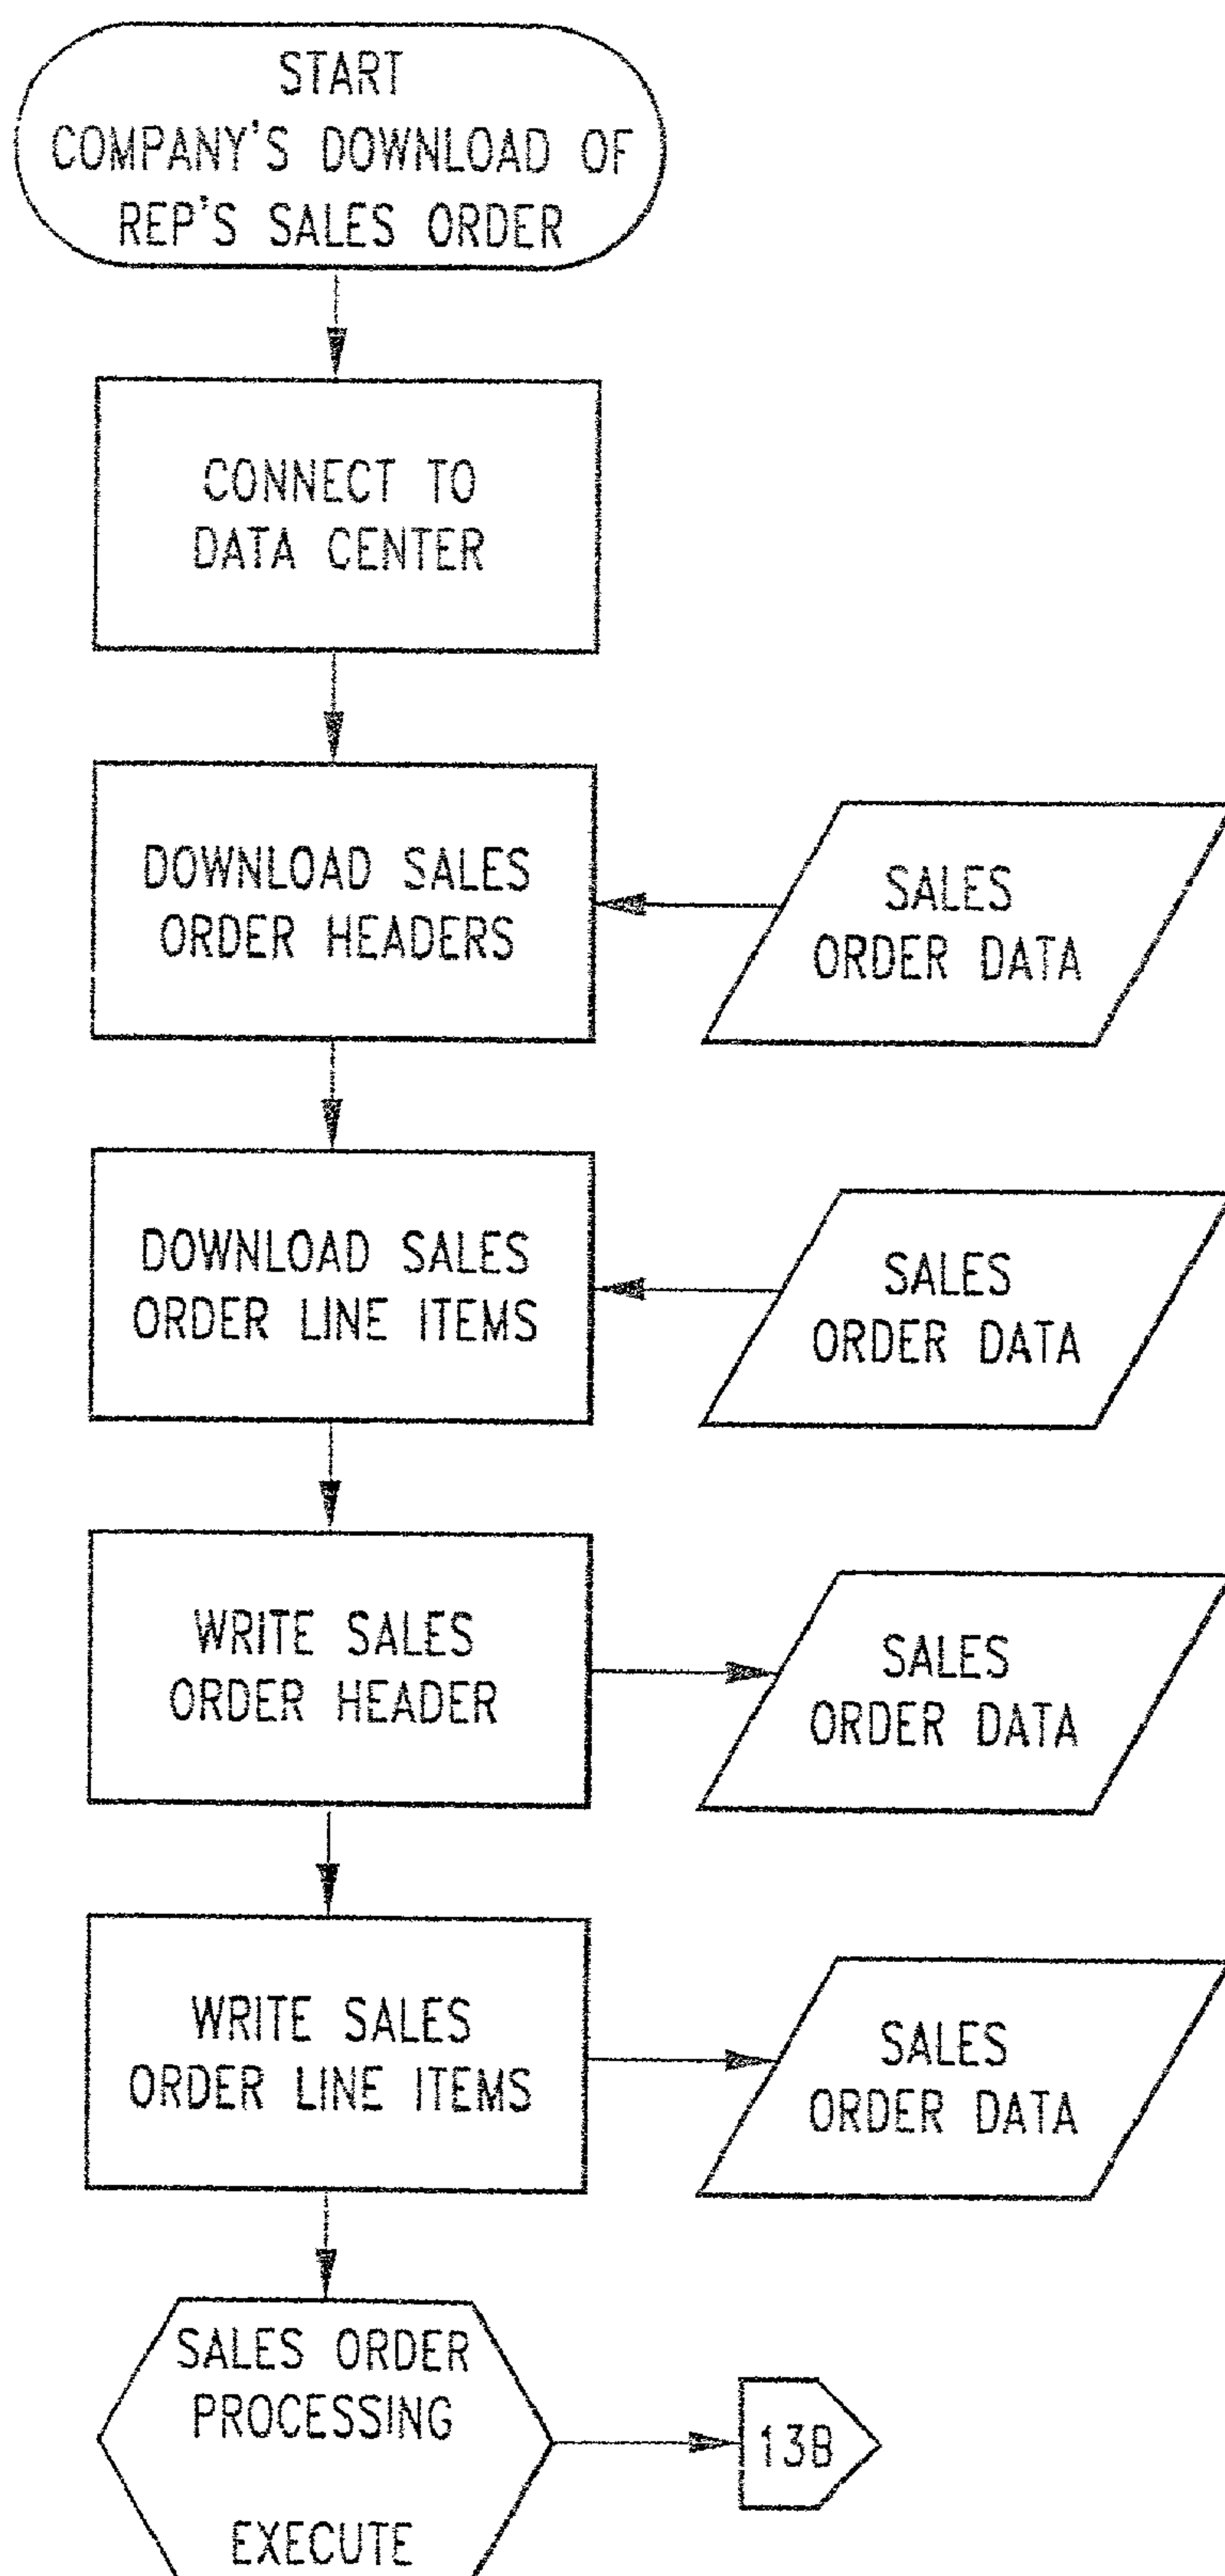 START
COMPANY'S DOWNLOAD OF
REP'S SALES ORDER
CONNECT TO
DATA CENTER
DOWNLOAD SALES
ORDER HEADERS
SALES
ORDER DATA
DOWNLOAD SALES
ORDER LINE ITEMS
SALES
ORDER DATA
WRITE SALES
ORDER HEADER
SALES
ORDER DATA
WRITE SALES
ORDER LINE ITEMS
SALES
ORDER DATA
SALES ORDER
PROCESSING
EXECUTE
13B